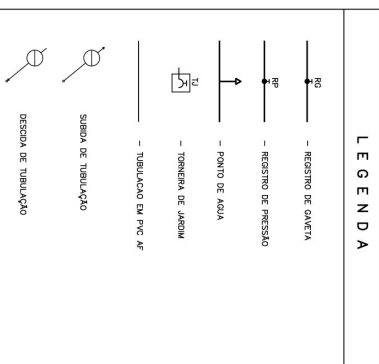 LEGENDA
RG - REGISTRO DE GAVETA
RP - REGISTRO DE PRESSÃO
- PONTO DE AGUA
TJ - TORNEIRA DE JARDIM
- TUBULACAO EM PVC AF
SUBIDA DE TUBULAÇÃO
DESCIDA DE TUBULAÇÃO